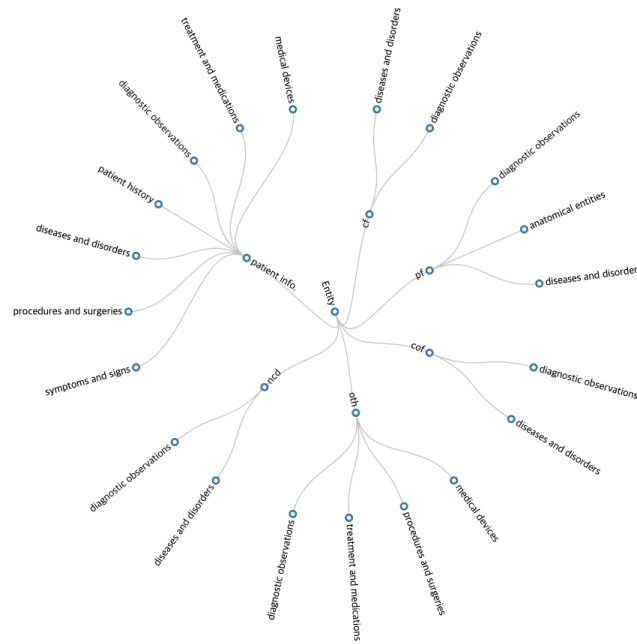 Entity
cf
diseases and disorders
diagnostic observations
pf
diagnostic observations
anatomical entities
diseases and disorder
cof
diagnostic observations
diseases and disorders
oth
medical devices
procedures and surgeries
treatment and medications
diagnostic observations
ncd
diseases and disorders
diagnostic observations
patient info.
symptoms and signs
procedures and surgeries
diseases and disorders
patient history
diagnostic observations
treatment and medications
medical devices